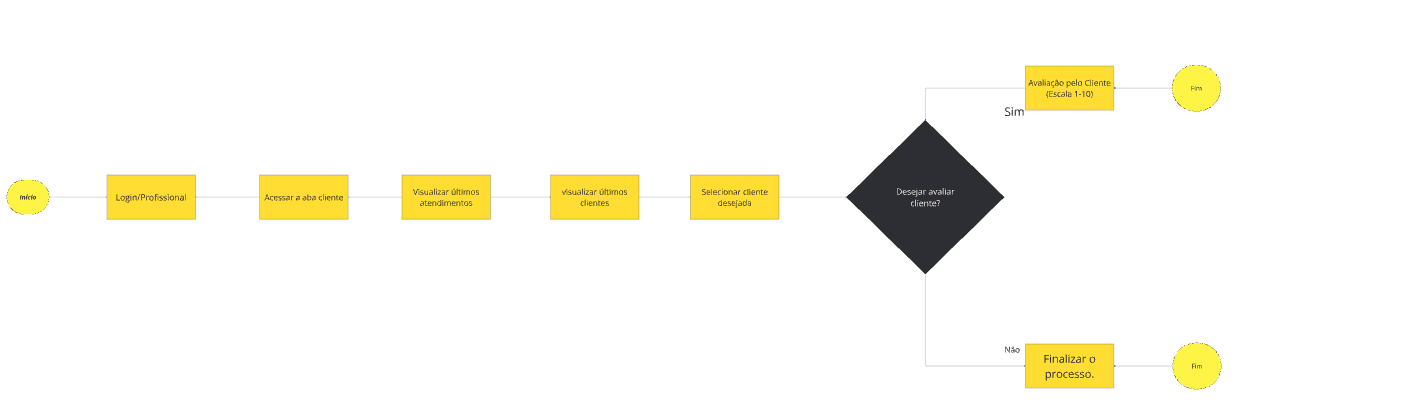 Início
Login/Profissional
Acessar a aba cliente
Visualizar últimos
atendimentos
visualizar últimos
clientes
Selecionar cliente
desejada
Desejar avaliar
cliente?
Sim
Avaliação pelo Cliente
(Escala 1-10)
Fim
Não
Finalizar o
processo.
Fim